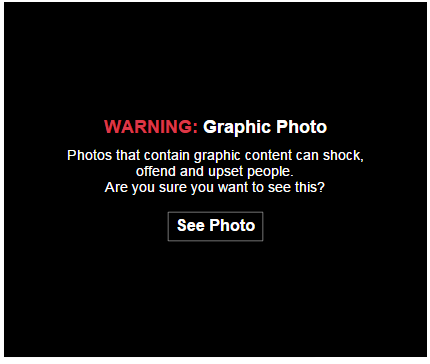 WARNING: Graphic Photo
Photos that contain graphic content can shock,
offend and upset people.
Are you sure you want to see this?
See Photo